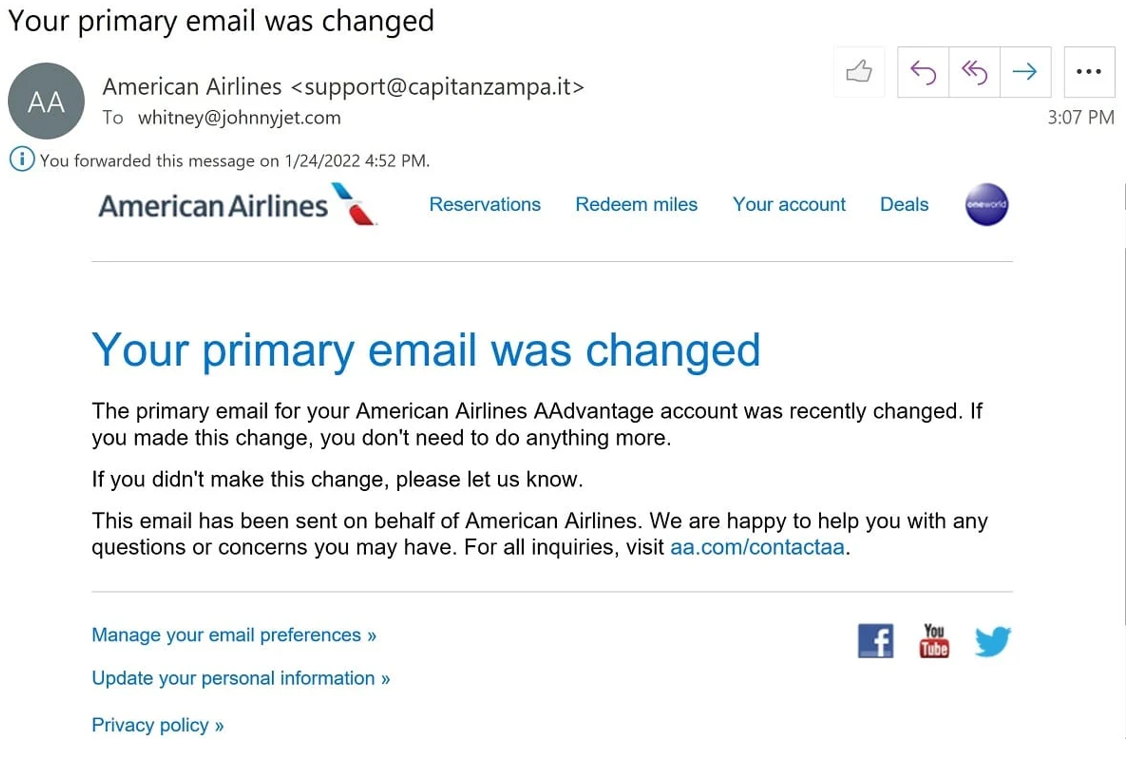 Your primary email was changed
AA
American Airlines <support@capitanzampa.it>
To whitney@johnnyjet.com
3:07 PM
You forwarded this message on 1/24/2022 4:52 PM.
American Airlines
Reservations Redeem miles Your account Deals oneworld
Your primary email was changed
The primary email for your American Airlines AAdvantage account was recently changed. If
you made this change, you don't need to do anything more.
If you didn't make this change, please let us know.
This email has been sent on behalf of American Airlines. We are happy to help you with any
questions or concerns you may have. For all inquiries, visit aa.com/contactaa.
Manage your email preferences »
f You Tube
Update your personal information »
Privacy policy »